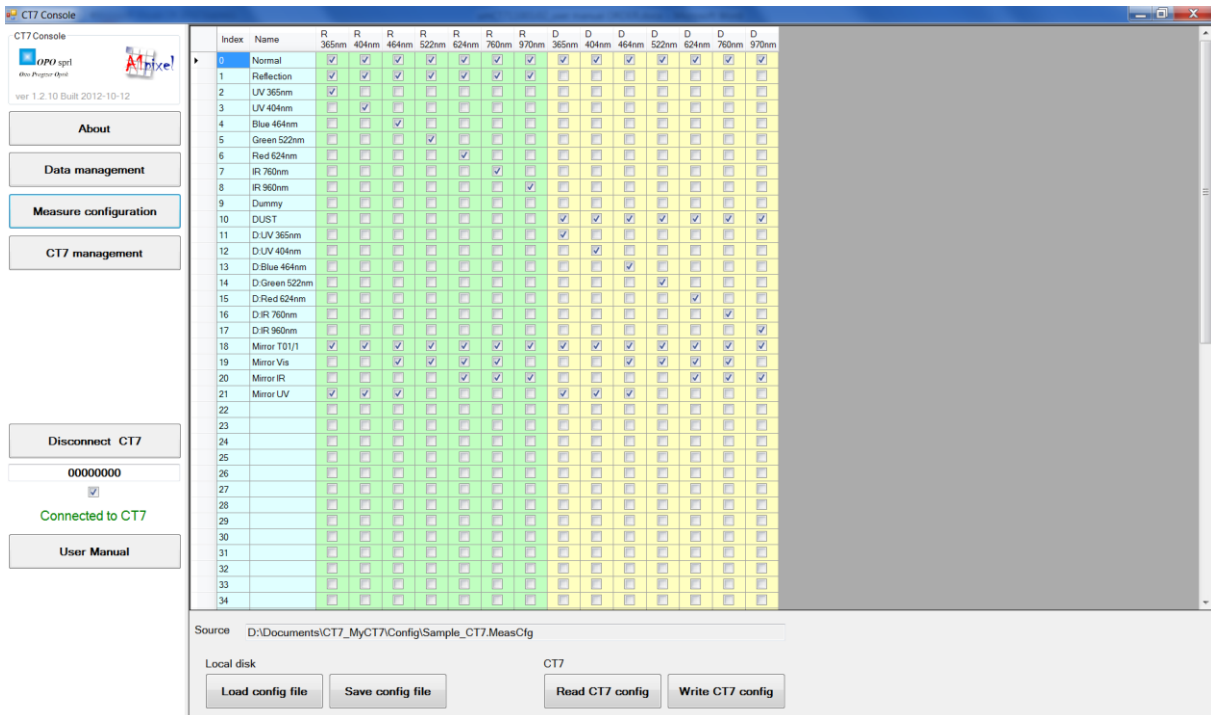 CT7 Console
CT7 Console
OPO sprl
A1pixel
ver 1.2.10 Built 2012-10-12
About
Data management
Measure configuration
CT7 management
Disconnect CT7
00000000
Connected to CT7
User Manual
Index Name R 365nm R 404nm R 464nm R 522nm R 624nm R 760nm R 970nm D 365nm D 404nm D 464nm D 522nm D 624nm D 760nm D 970nm
0 Normal
1 Reflection
2 UV 365nm
3 UV 404nm
4 Blue 464nm
5 Green 522nm
6 Red 624nm
7 IR 760nm
8 IR 960nm
9 Dummy
10 DUST
11 D:UV 365nm
12 D:UV 404nm
13 D:Blue 464nm
14 D:Green 522nm
15 D:Red 624nm
16 D:IR 760nm
17 D:IR 960nm
18 Mirror T01/1
19 Mirror Vis
20 Mirror IR
21 Mirror UV
22
23
24
25
26
27
28
29
30
31
32
33
34
Source D:\Documents\CT7_MyCT7\Config\Sample_CT7.MeasCfg
Local disk
Load config file Save config file
CT7
Read CT7 config Write CT7 config